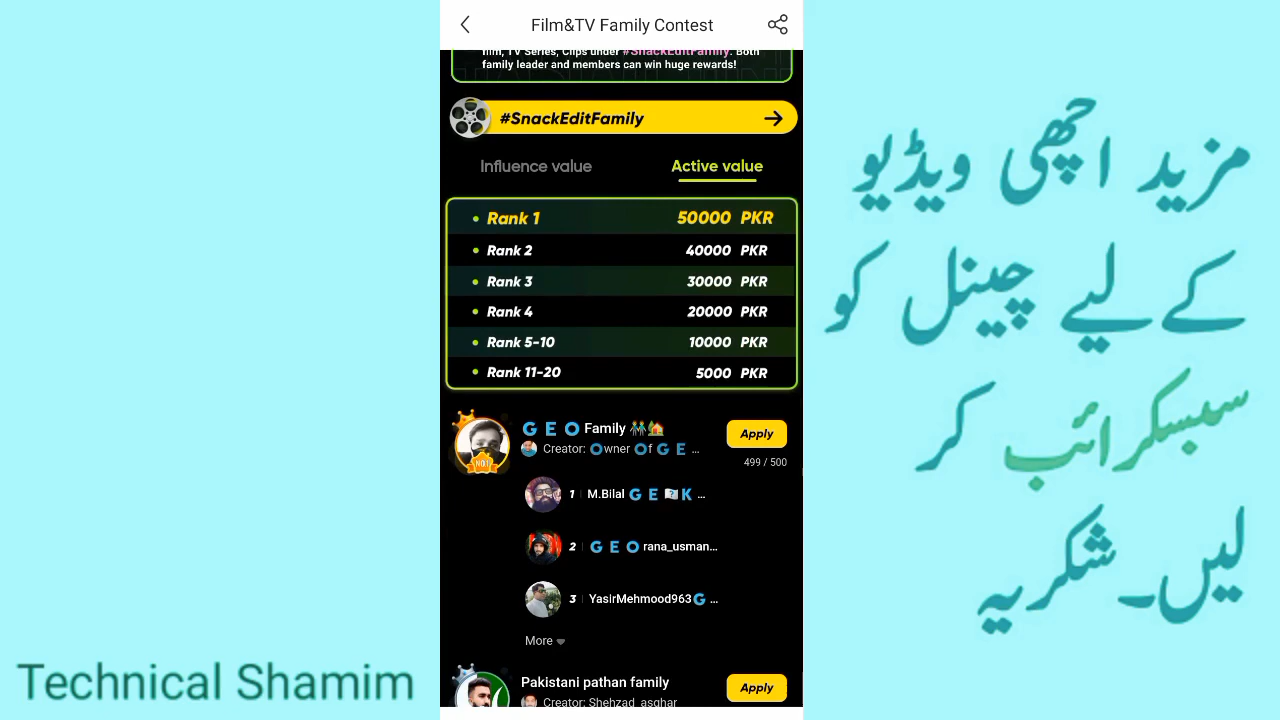 Film&TV Family Contest
film, TV Series, Clips under #SnackEditFamily. Both
family leader and members can win huge rewards!
#SnackEditFamily
Influence value Active value
Rank 1 50000 PKR
Rank 2 40000 PKR
Rank 3 30000 PKR
Rank 4 20000 PKR
Rank 5-10 10000 PKR
Rank 11-20 5000 PKR
G E O Family Apply
Creator: Owner Of G E ...
499 / 500
NO.1
1 M.Bilal G E K ...
2 G E O rana_usman...
3 YasirMehmood963G ...
More
Pakistani pathan family Apply
Creator: Shehzad_asghar
مزید اچھی ویڈیو
کے لیے چینل کو
سبسکرائب کر
لیں۔ شکریہ
Technical Shamim